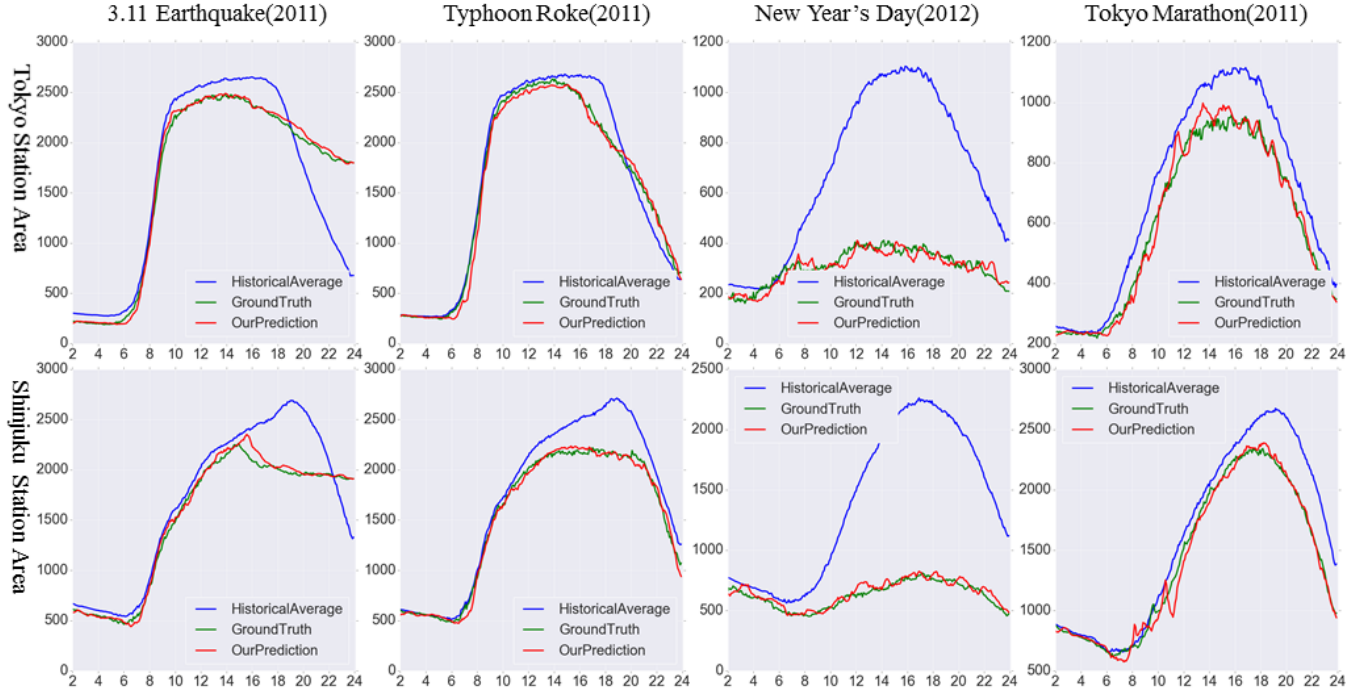 3.11 Earthquake(2011)
Typhoon Roke(2011)
New Year’s Day(2012)
Tokyo Marathon(2011)
Tokyo Station Area
3000
2500
2000
1500
1000
500
0
2 4 6 8 10 12 14 16 18 20 22 24
HistoricalAverage
GroundTruth
OurPrediction
3000
2500
2000
1500
1000
500
0
2 4 6 8 10 12 14 16 18 20 22 24
HistoricalAverage
GroundTruth
OurPrediction
1200
1000
800
600
400
200
0
2 4 6 8 10 12 14 16 18 20 22 24
HistoricalAverage
GroundTruth
OurPrediction
1200
1000
800
600
400
200
2 4 6 8 10 12 14 16 18 20 22 24
HistoricalAverage
GroundTruth
OurPrediction
Shinjuku Station Area
3000
2500
2000
1500
1000
500
0
2 4 6 8 10 12 14 16 18 20 22 24
HistoricalAverage
GroundTruth
OurPrediction
3000
2500
2000
1500
1000
500
0
2 4 6 8 10 12 14 16 18 20 22 24
HistoricalAverage
GroundTruth
OurPrediction
2500
2000
1500
1000
500
0
2 4 6 8 10 12 14 16 18 20 22 24
HistoricalAverage
GroundTruth
OurPrediction
3000
2500
2000
1500
1000
500
2 4 6 8 10 12 14 16 18 20 22 24
HistoricalAverage
GroundTruth
OurPrediction